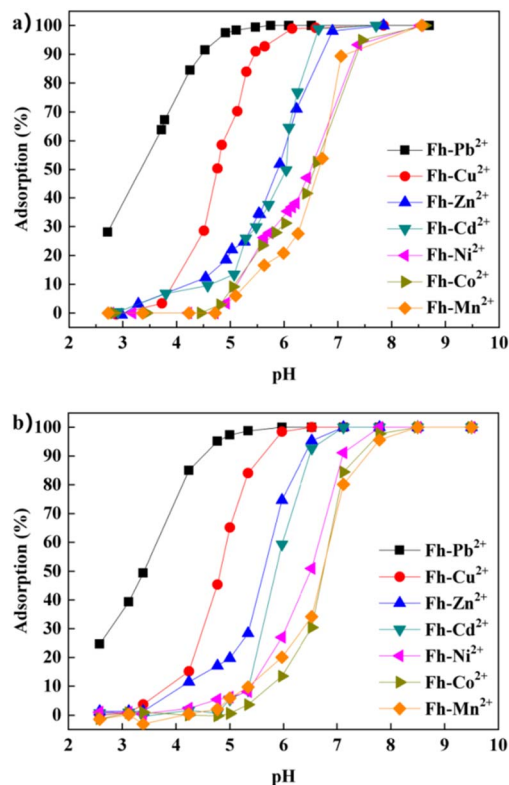 a)
100
90
80
70
60
50
40
30
20
10
0
Adsorption (%)
Fh-Pb²⁺
Fh-Cu²⁺
Fh-Zn²⁺
Fh-Cd²⁺
Fh-Ni²⁺
Fh-Co²⁺
Fh-Mn²⁺
2 3 4 5 6 7 8 9 10
pH
b)
100
90
80
70
60
50
40
30
20
10
0
Adsorption (%)
Fh-Pb²⁺
Fh-Cu²⁺
Fh-Zn²⁺
Fh-Cd²⁺
Fh-Ni²⁺
Fh-Co²⁺
Fh-Mn²⁺
2 3 4 5 6 7 8 9 10
pH